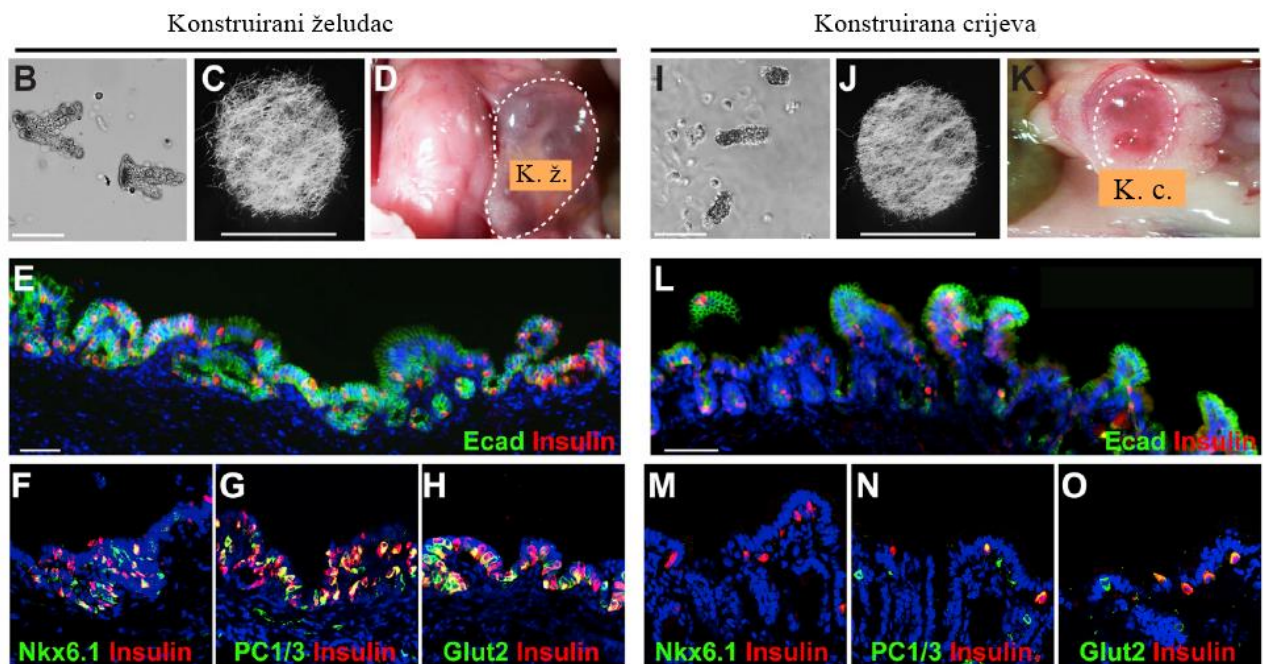 Konstruirani želudac
Konstruirana crijeva
B C D I J K
K. ž.
K. c.
E L
Ecad Insulin Ecad Insulin
F G H M N O
Nkx6.1 Insulin PC1/3 Insulin Glut2 Insulin Nkx6.1 Insulin PC1/3 Insulin Glut2 Insulin